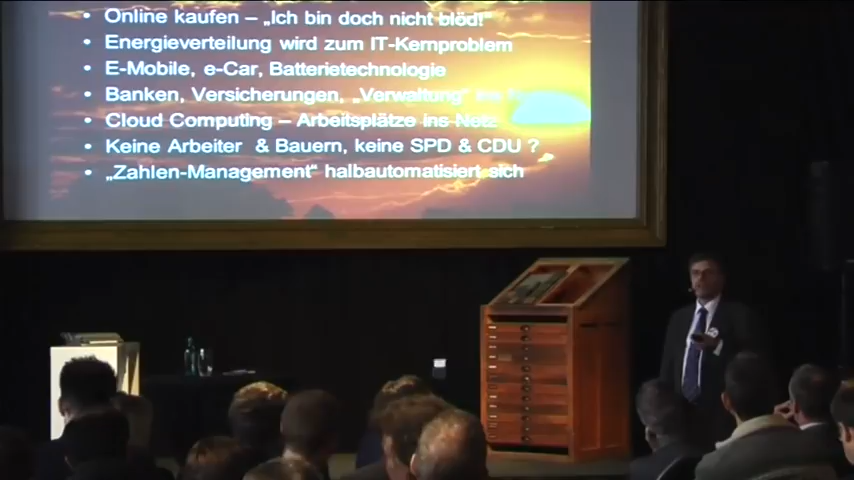 • Online kaufen – „Ich bin doch nicht blöd!“
• Energieverteilung wird zum IT-Kernproblem
• E-Mobile, e-Car, Batterietechnologie
• Banken, Versicherungen, „Verwaltung“ ins
• Cloud Computing – Arbeitsplätze ins Netz
• Keine Arbeiter & Bauern, keine SPD & CDU ?
• „Zahlen-Management“ halbautomatisiert sich